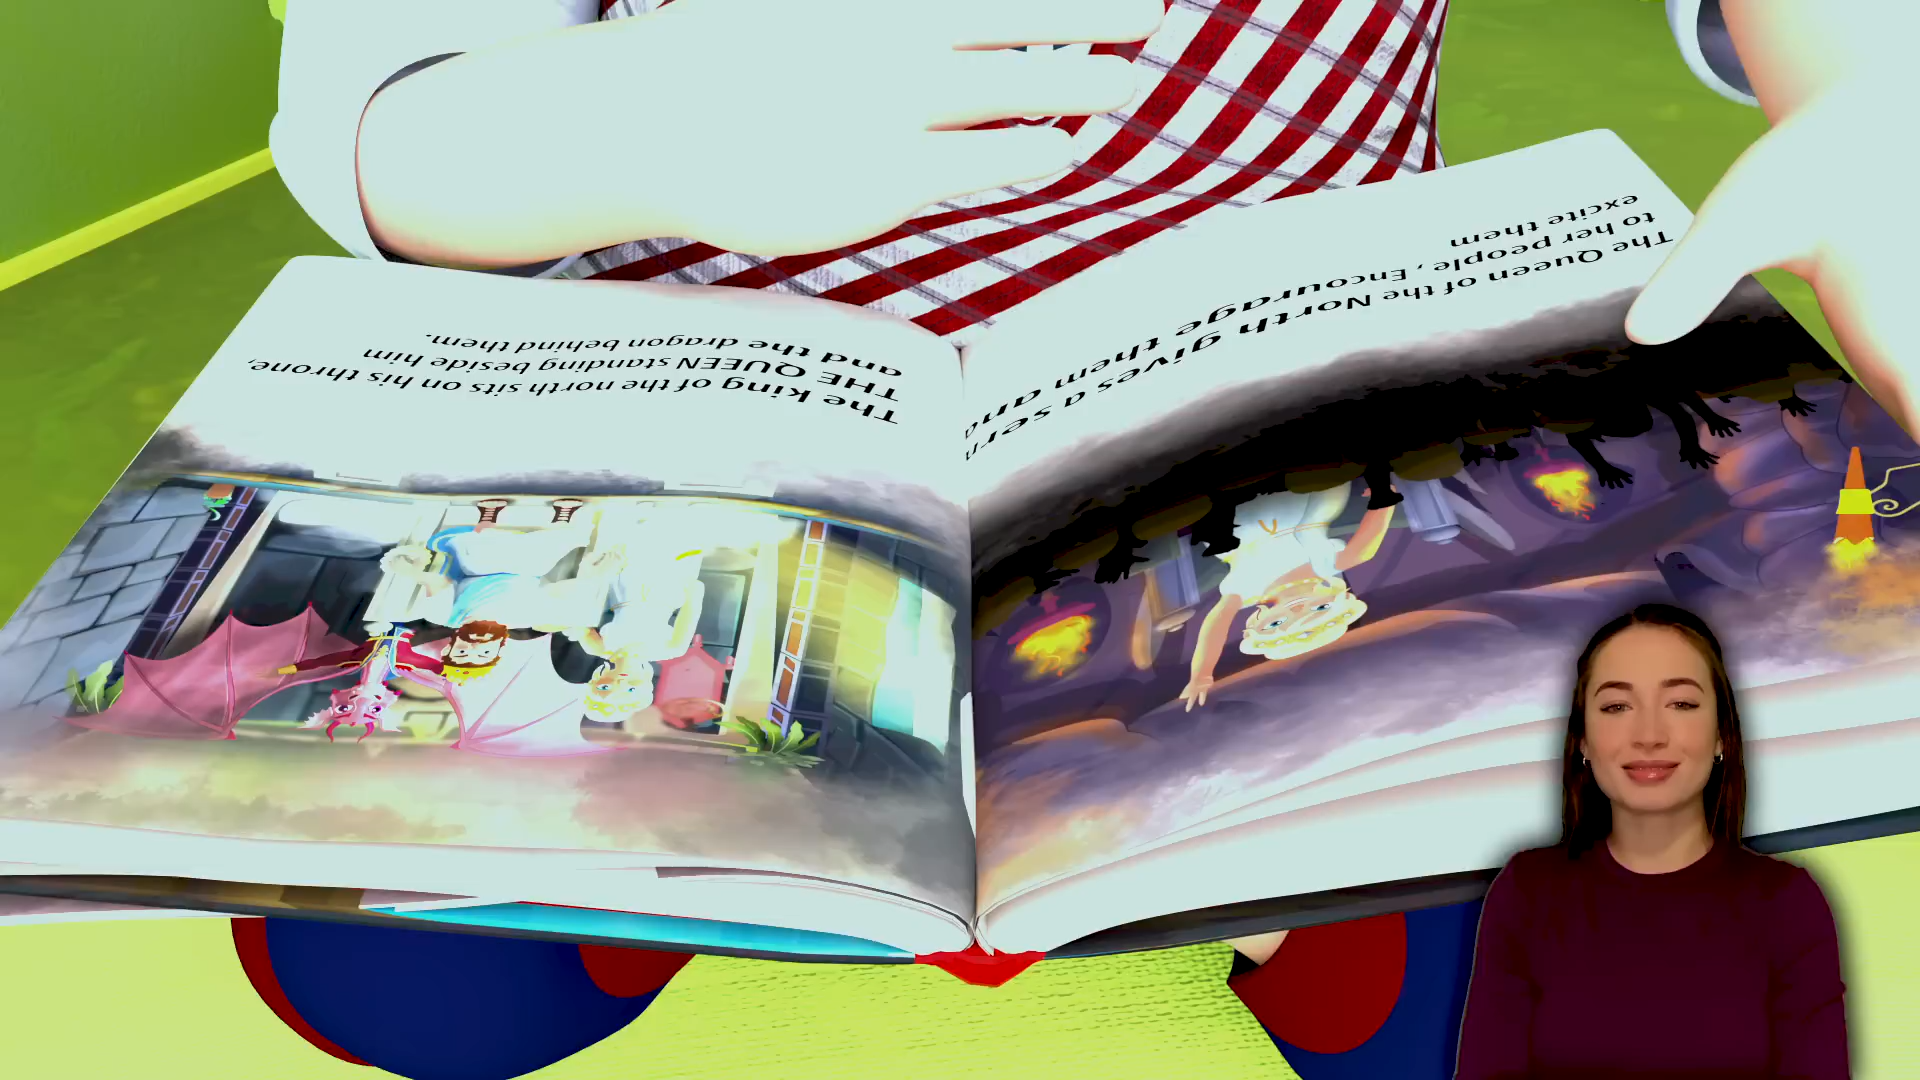 The king of the north sits on his throne,
THE QUEEN standing beside him
and the dragon behind them.
The Queen of the North gives a serm
to her people, Encourage them and
excite them